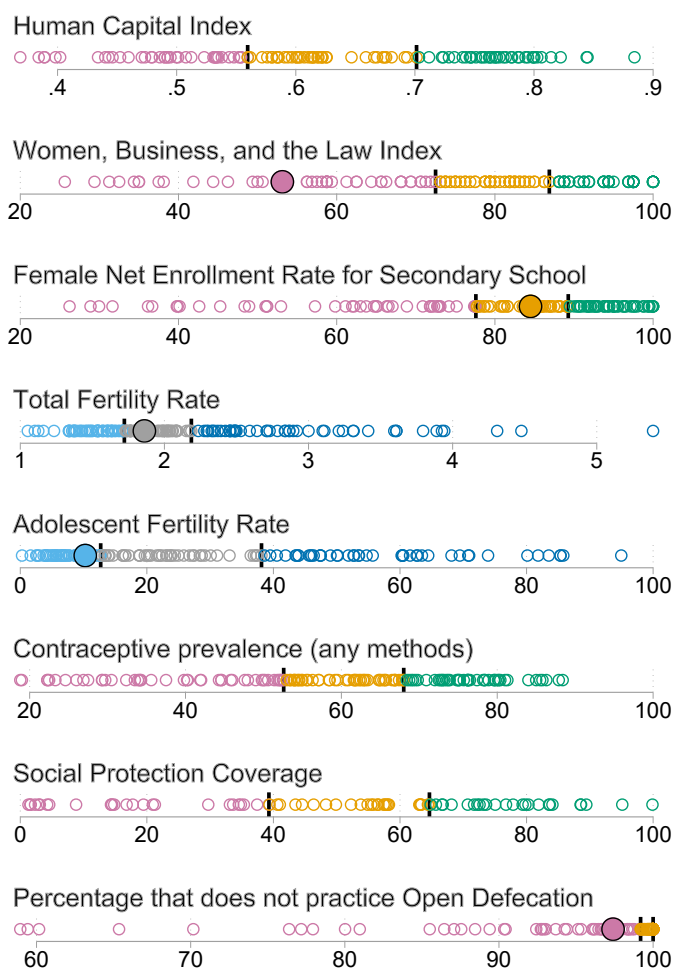 Human Capital Index
.4 .5 .6 .7 .8 .9
Women, Business, and the Law Index
20 40 60 80 100
Female Net Enrollment Rate for Secondary School
20 40 60 80 100
Total Fertility Rate
1 2 3 4 5
Adolescent Fertility Rate
0 20 40 60 80 100
Contraceptive prevalence (any methods)
20 40 60 80 100
Social Protection Coverage
0 20 40 60 80 100
Percentage that does not practice Open Defecation
60 70 80 90 100